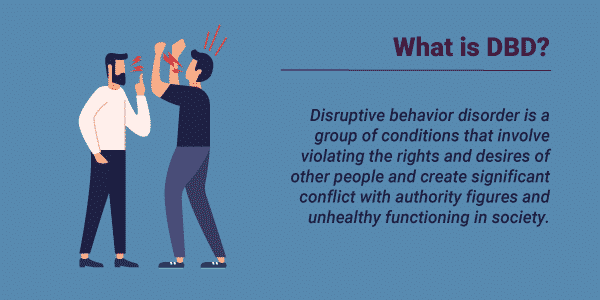 What is DBD?
Disruptive behavior disorder is a
group of conditions that involve
violating the rights and desires of
other people and create significant
conflict with authority figures and
unhealthy functioning in society.